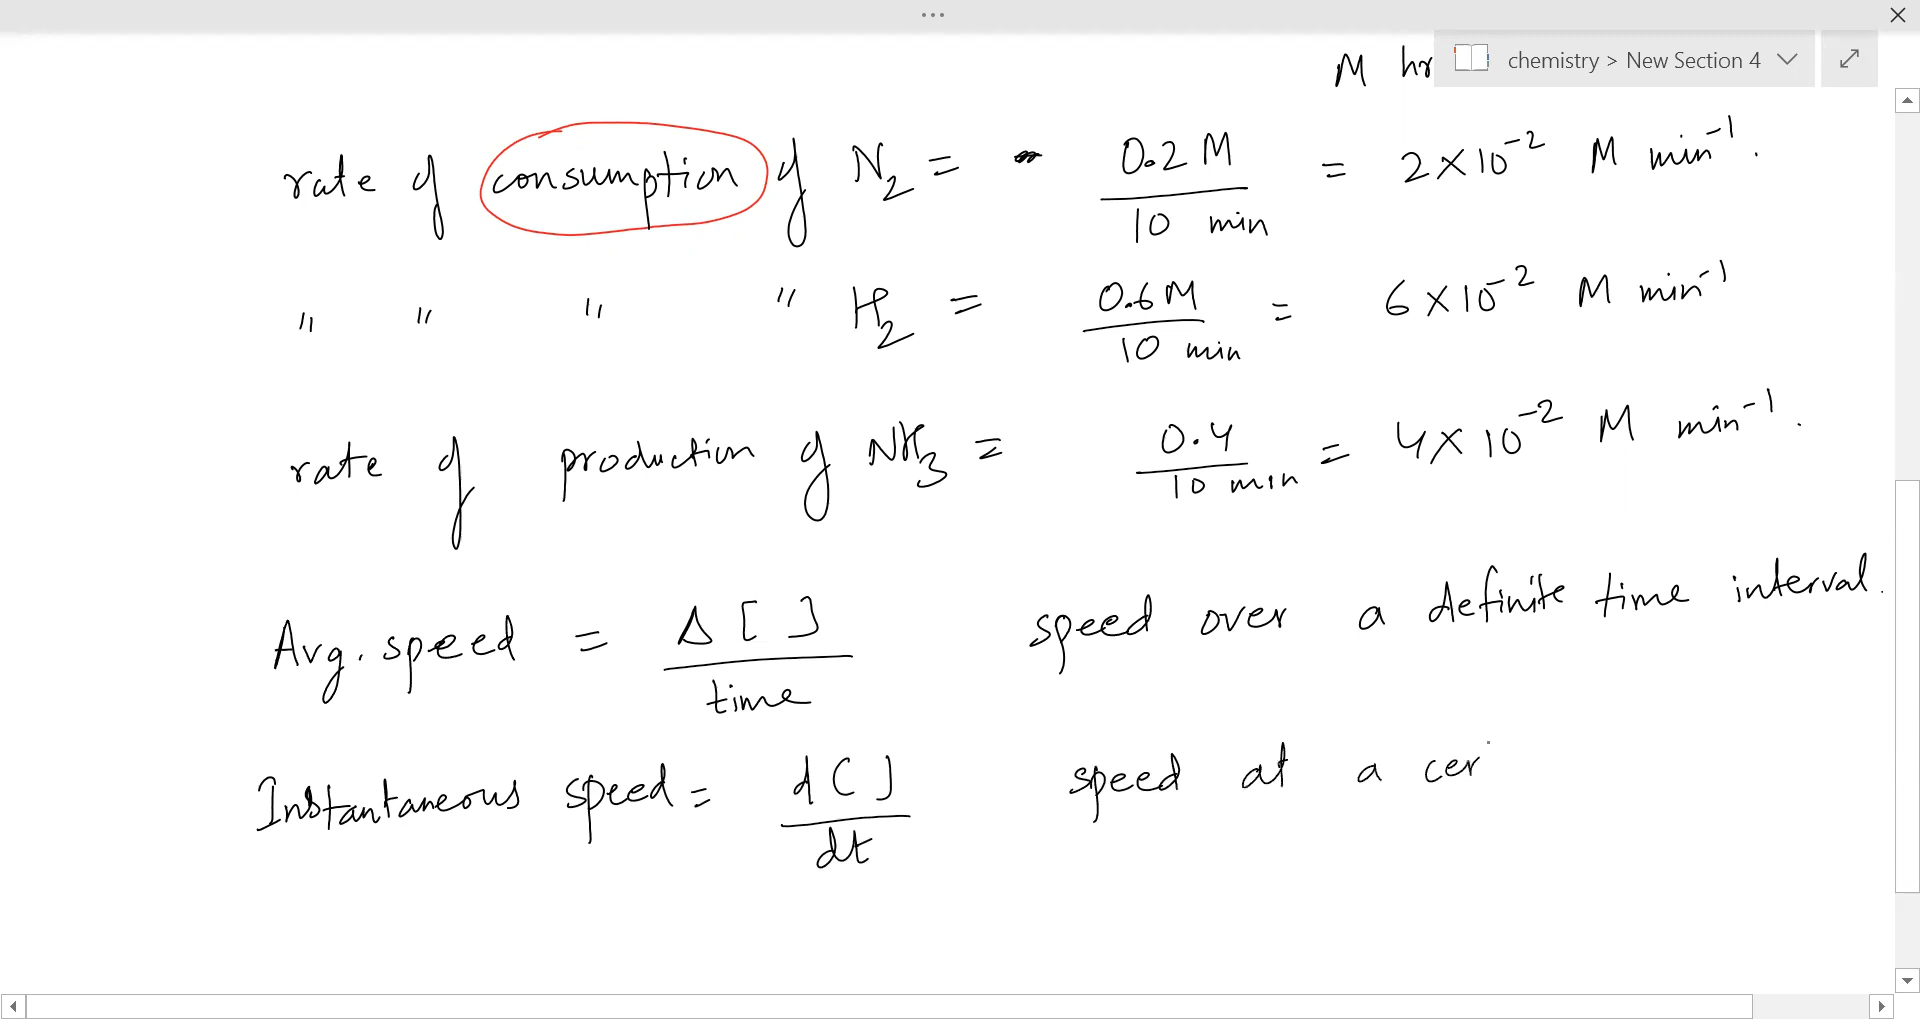 ...
M hr
chemistry > New Section 4
rate of consumption of N₂ = - 0.2 M / 10 min = 2 × 10⁻² M min⁻¹.
" " " " H₂ = 0.6 M / 10 min = 6 × 10⁻² M min⁻¹
rate of production of NH₃ = 0.4 / 10 min = 4 × 10⁻² M min⁻¹.
Avg. speed = Δ [ ] / time speed over a definite time interval.
Instantaneous speed = d [ ] / dt speed at a cer